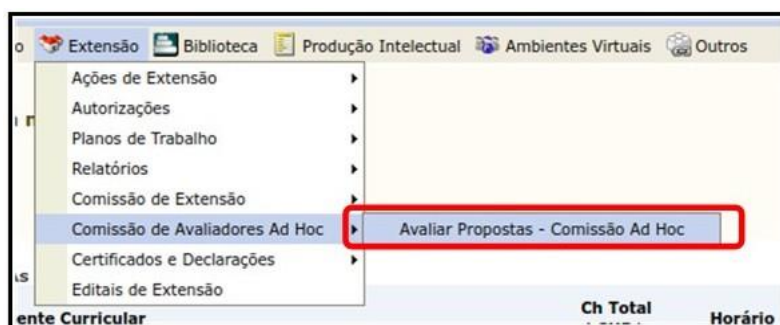 o Extensão Biblioteca Produção Intelectual Ambientes Virtuais Outros
Ações de Extensão
Autorizações
Planos de Trabalho
Relatórios
Comissão de Extensão
Comissão de Avaliadores Ad Hoc Avaliar Propostas - Comissão Ad Hoc
Certificados e Declarações
Editais de Extensão
ente Curricular Ch Total Horário